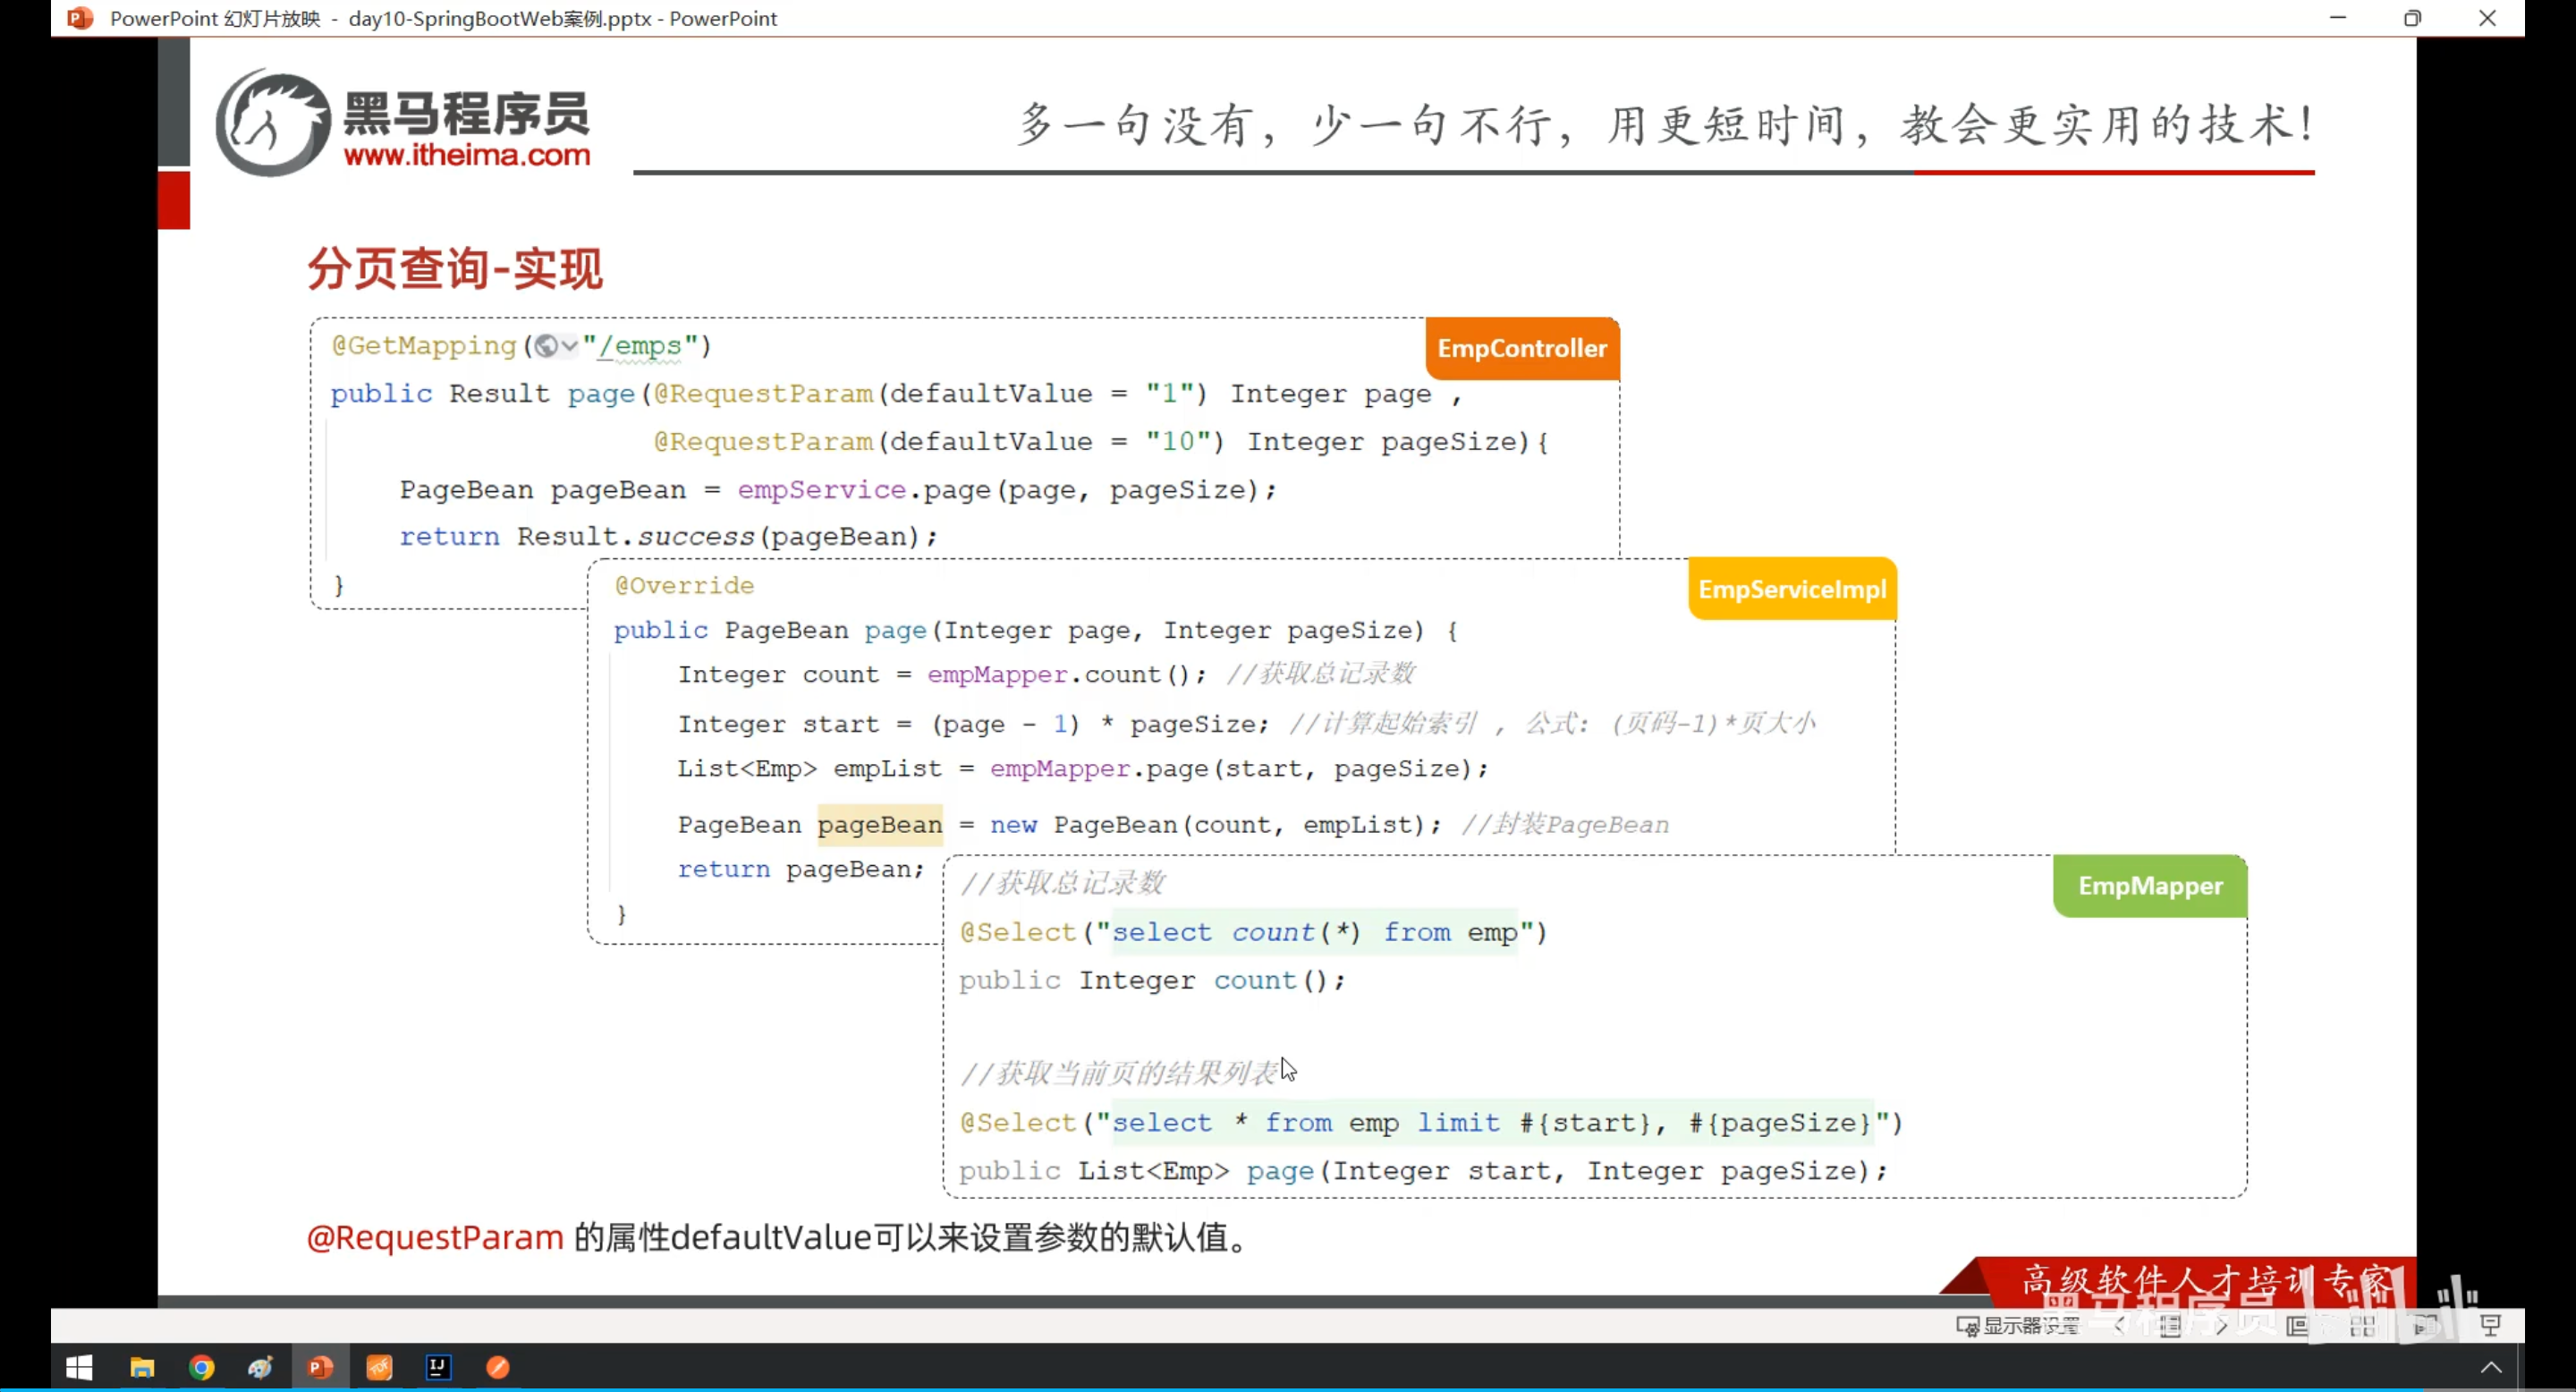 PowerPoint 幻灯片放映 - day10-SpringBootWeb案例.pptx - PowerPoint
黑马程序员
www.itheima.com
多一句没有，少一句不行，用更短时间，教会更实用的技术！
分页查询-实现
EmpController
@GetMapping("/emps")
public Result page(@RequestParam(defaultValue = "1") Integer page ,
@RequestParam(defaultValue = "10") Integer pageSize){
PageBean pageBean = empService.page(page, pageSize);
return Result.success(pageBean);
}
EmpServiceImpl
@Override
public PageBean page(Integer page, Integer pageSize) {
Integer count = empMapper.count(); //获取总记录数
Integer start = (page - 1) * pageSize; //计算起始索引 , 公式: (页码-1)*页大小
List<Emp> empList = empMapper.page(start, pageSize);
PageBean pageBean = new PageBean(count, empList); //封装PageBean
return pageBean;
}
EmpMapper
//获取总记录数
@Select("select count(*) from emp")
public Integer count();
//获取当前页的结果列表
@Select("select * from emp limit #{start}, #{pageSize}")
public List<Emp> page(Integer start, Integer pageSize);
@RequestParam 的属性defaultValue可以来设置参数的默认值。
高级软件人才培训专家
黑马程序员
显示器设置